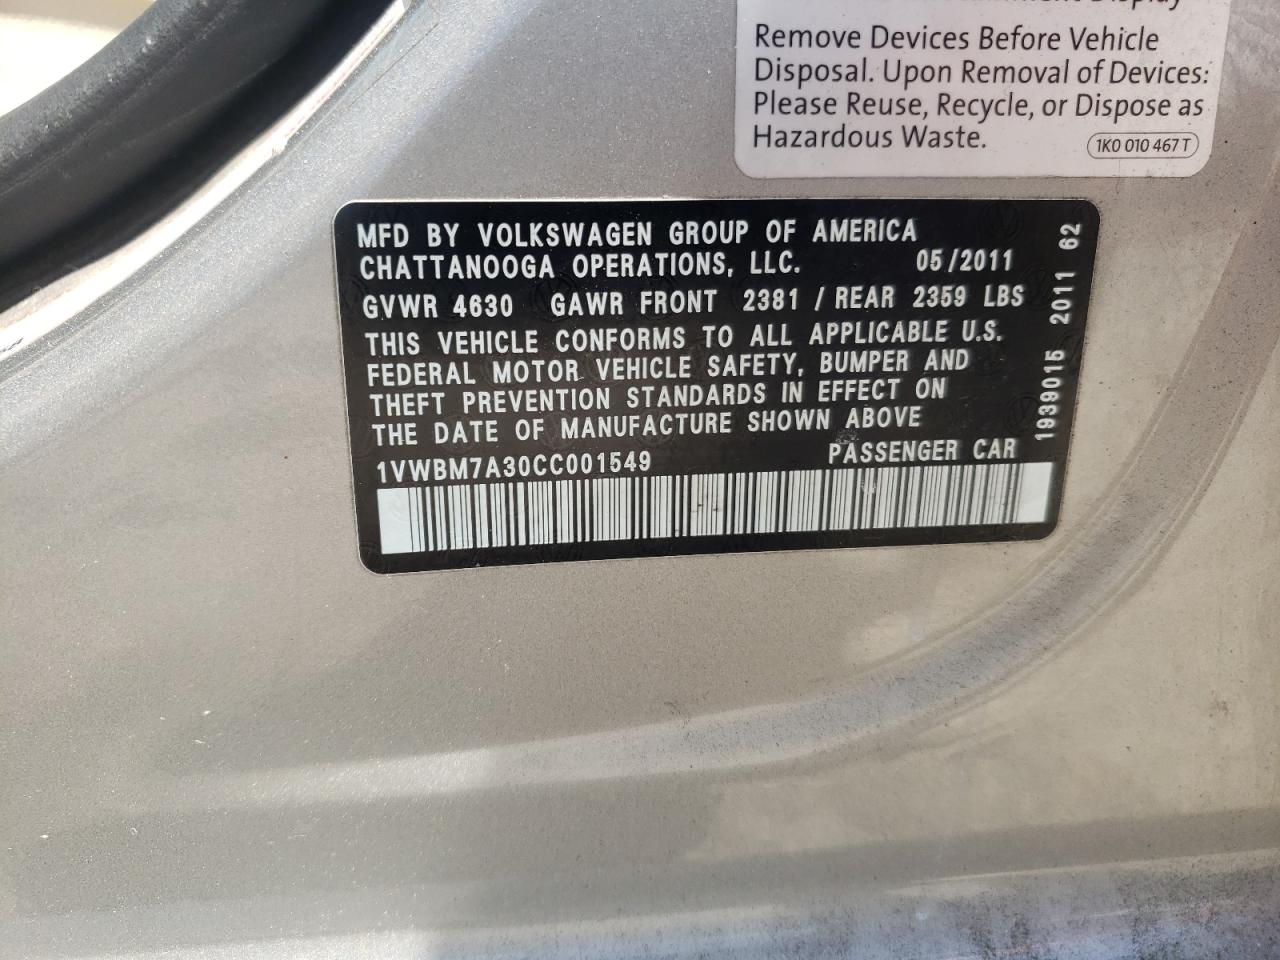 Remove Devices Before Vehicle
Disposal. Upon Removal of Devices:
Please Reuse, Recycle, or Dispose as
Hazardous Waste.
1K0 010 467 T
MFD BY VOLKSWAGEN GROUP OF AMERICA
CHATTANOOGA OPERATIONS, LLC. 05/2011
GVWR 4630 GAWR FRONT 2381 / REAR 2359 LBS
THIS VEHICLE CONFORMS TO ALL APPLICABLE U.S.
FEDERAL MOTOR VEHICLE SAFETY, BUMPER AND
THEFT PREVENTION STANDARDS IN EFFECT ON
THE DATE OF MANUFACTURE SHOWN ABOVE
1VWBM7A30CC001549 PASSENGER CAR
1939015 2011 62